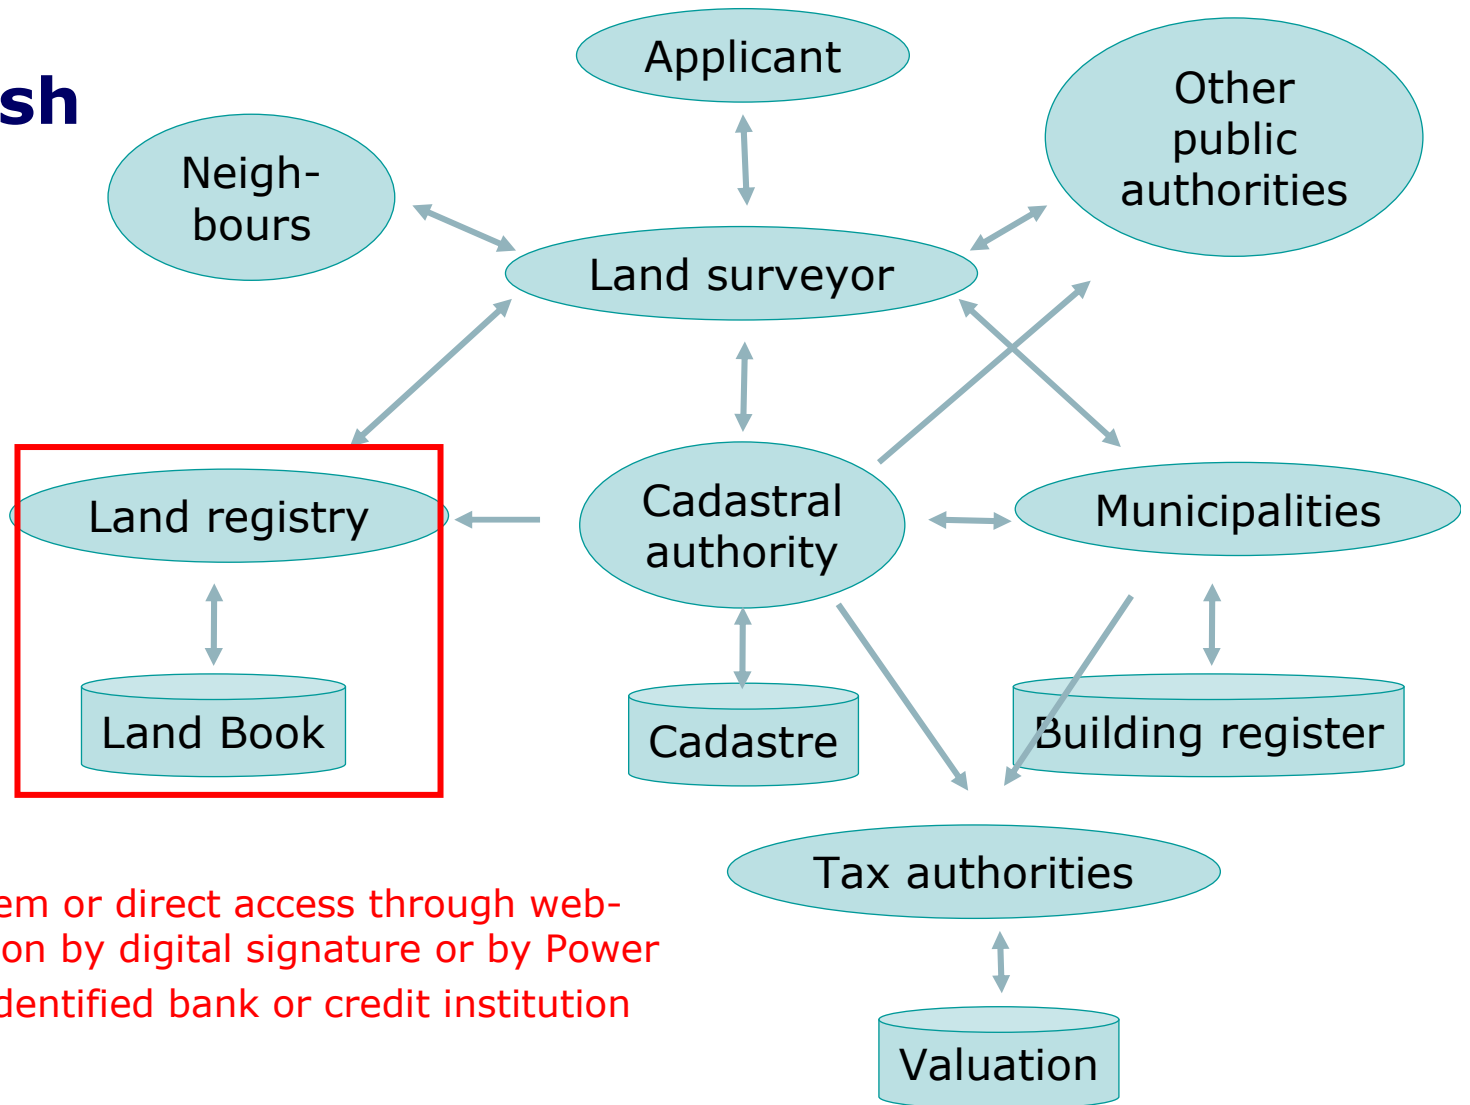 Applicant
sh
Other
public
authorities
Neigh-
bours
Land surveyor
Land registry
Cadastral
authority
Municipalities
Land Book
Cadastre
Building register
Tax authorities
em or direct access through web-
on by digital signature or by Power
dentified bank or credit institution
Valuation